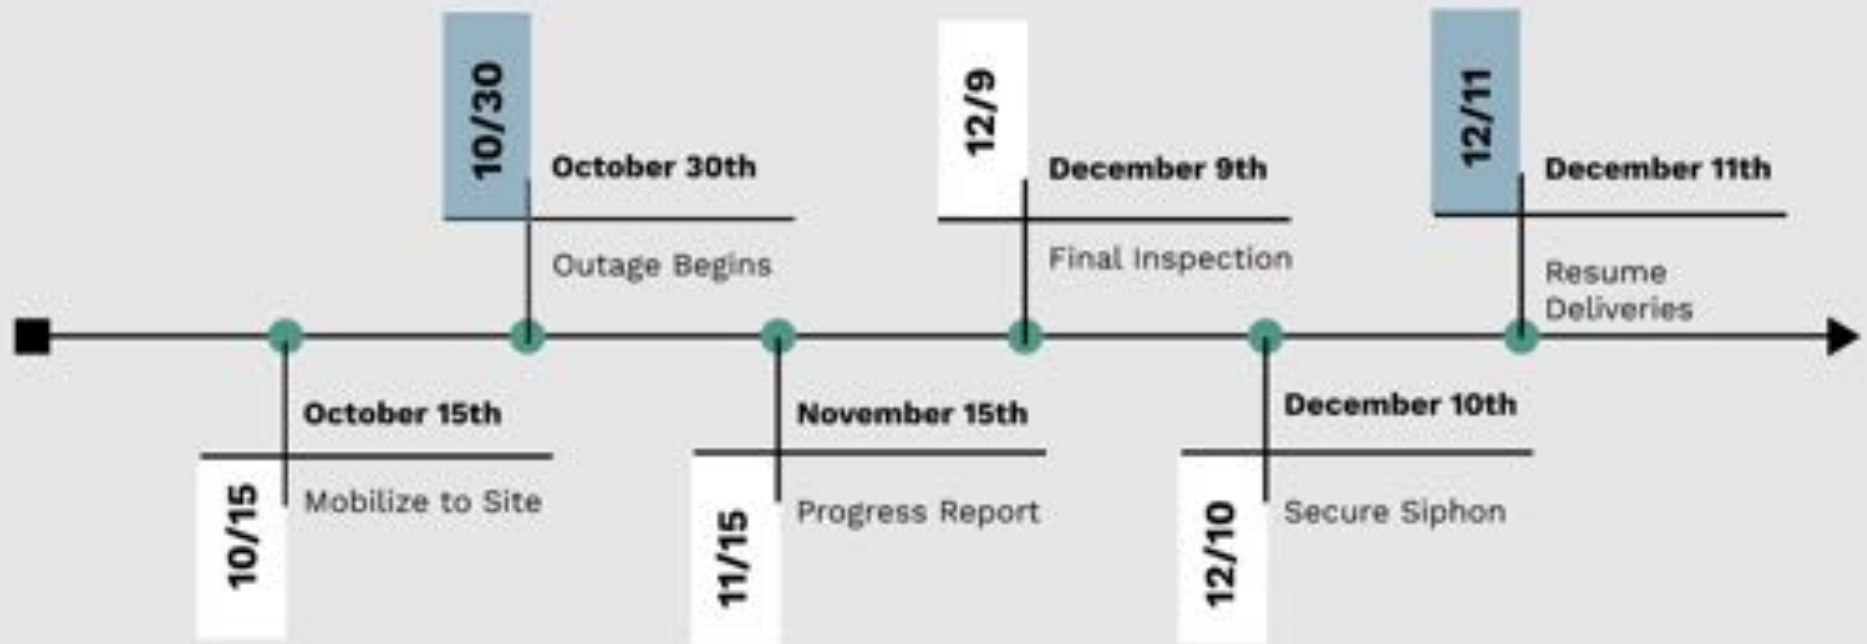 10/15
October 15th
Mobilize to Site
10/30
October 30th
Outage Begins
11/15
November 15th
Progress Report
12/9
December 9th
Final Inspection
12/10
December 10th
Secure Siphon
12/11
December 11th
Resume
Deliveries